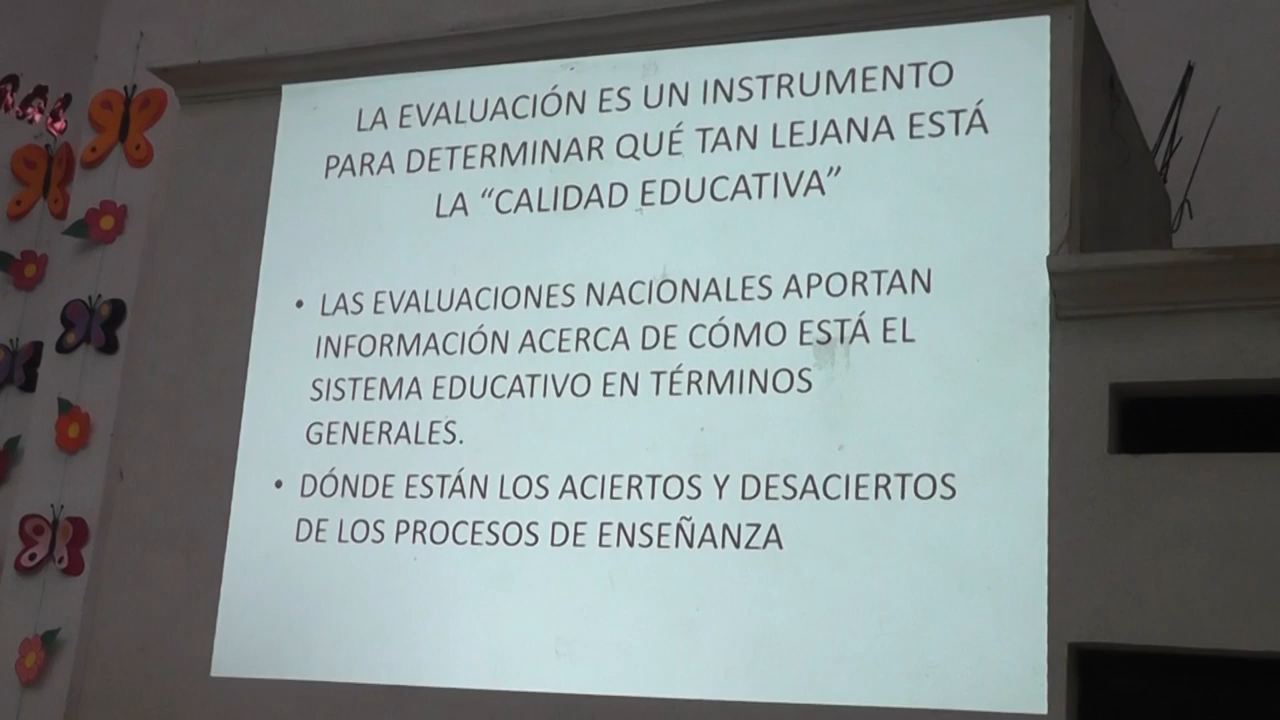 LA EVALUACIÓN ES UN INSTRUMENTO
PARA DETERMINAR QUÉ TAN LEJANA ESTÁ
LA “CALIDAD EDUCATIVA”
• LAS EVALUACIONES NACIONALES APORTAN
INFORMACIÓN ACERCA DE CÓMO ESTÁ EL
SISTEMA EDUCATIVO EN TÉRMINOS
GENERALES.
• DÓNDE ESTÁN LOS ACIERTOS Y DESACIERTOS
DE LOS PROCESOS DE ENSEÑANZA